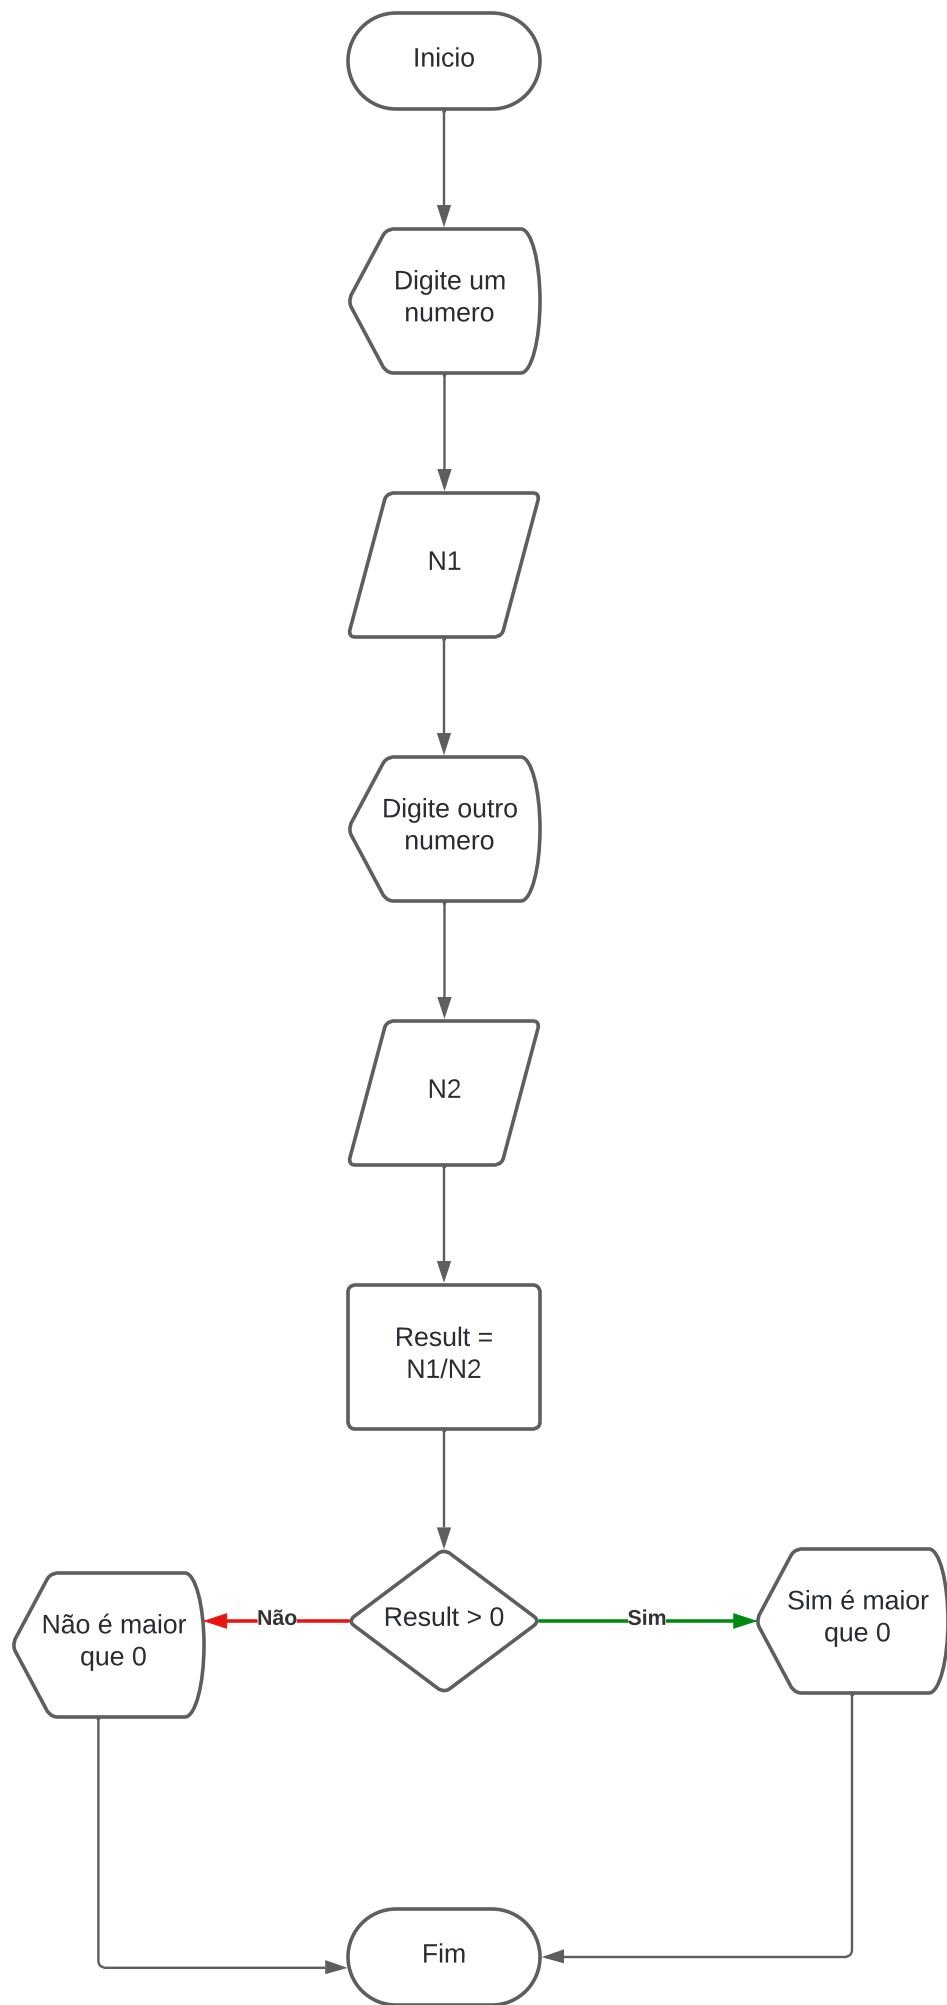 Inicio
Digite um
numero
N1
Digite outro
numero
N2
Result =
N1/N2
Result > 0
Não
Não é maior
que 0
Sim
Sim é maior
que 0
Fim